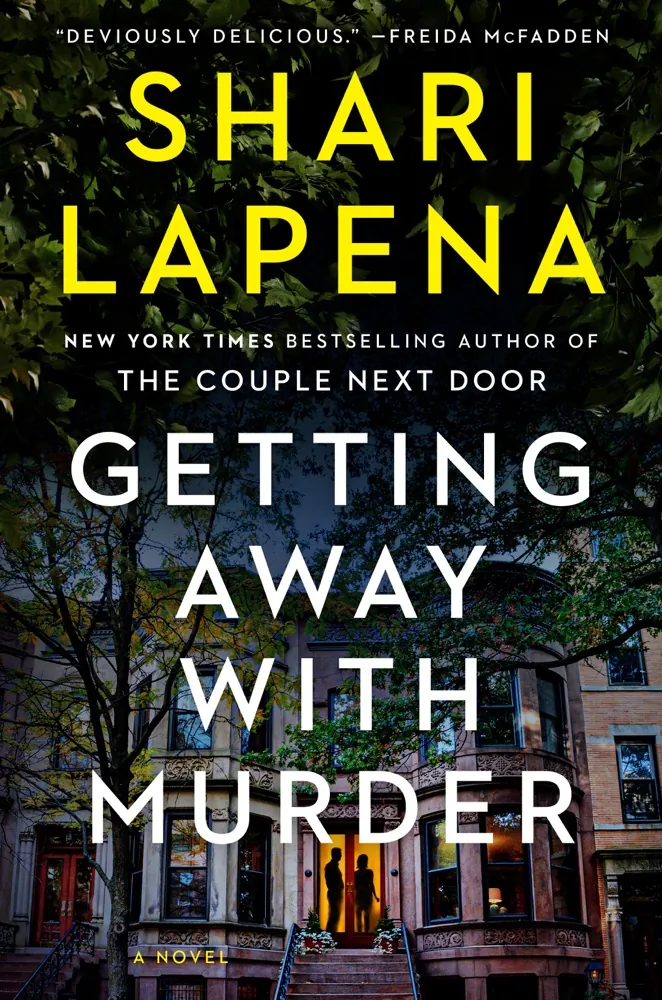 “DEVIOUSLY DELICIOUS.” —FREIDA McFADDEN
SHARI
LAPENA
NEW YORK TIMES BESTSELLING AUTHOR OF
THE COUPLE NEXT DOOR
GETTING
AWAY
WITH
MURDER
A NOVEL